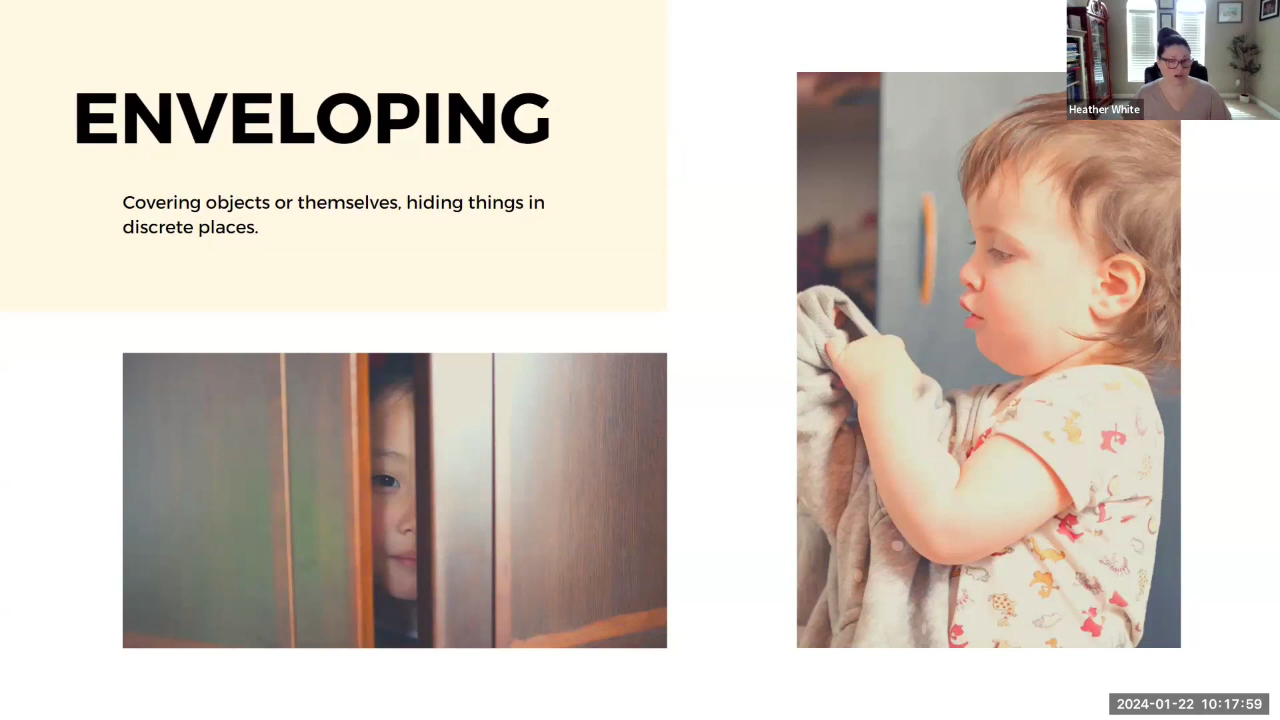 ENVELOPING
Covering objects or themselves, hiding things in
discrete places.
Heather White
2024-01-22 10:17:59